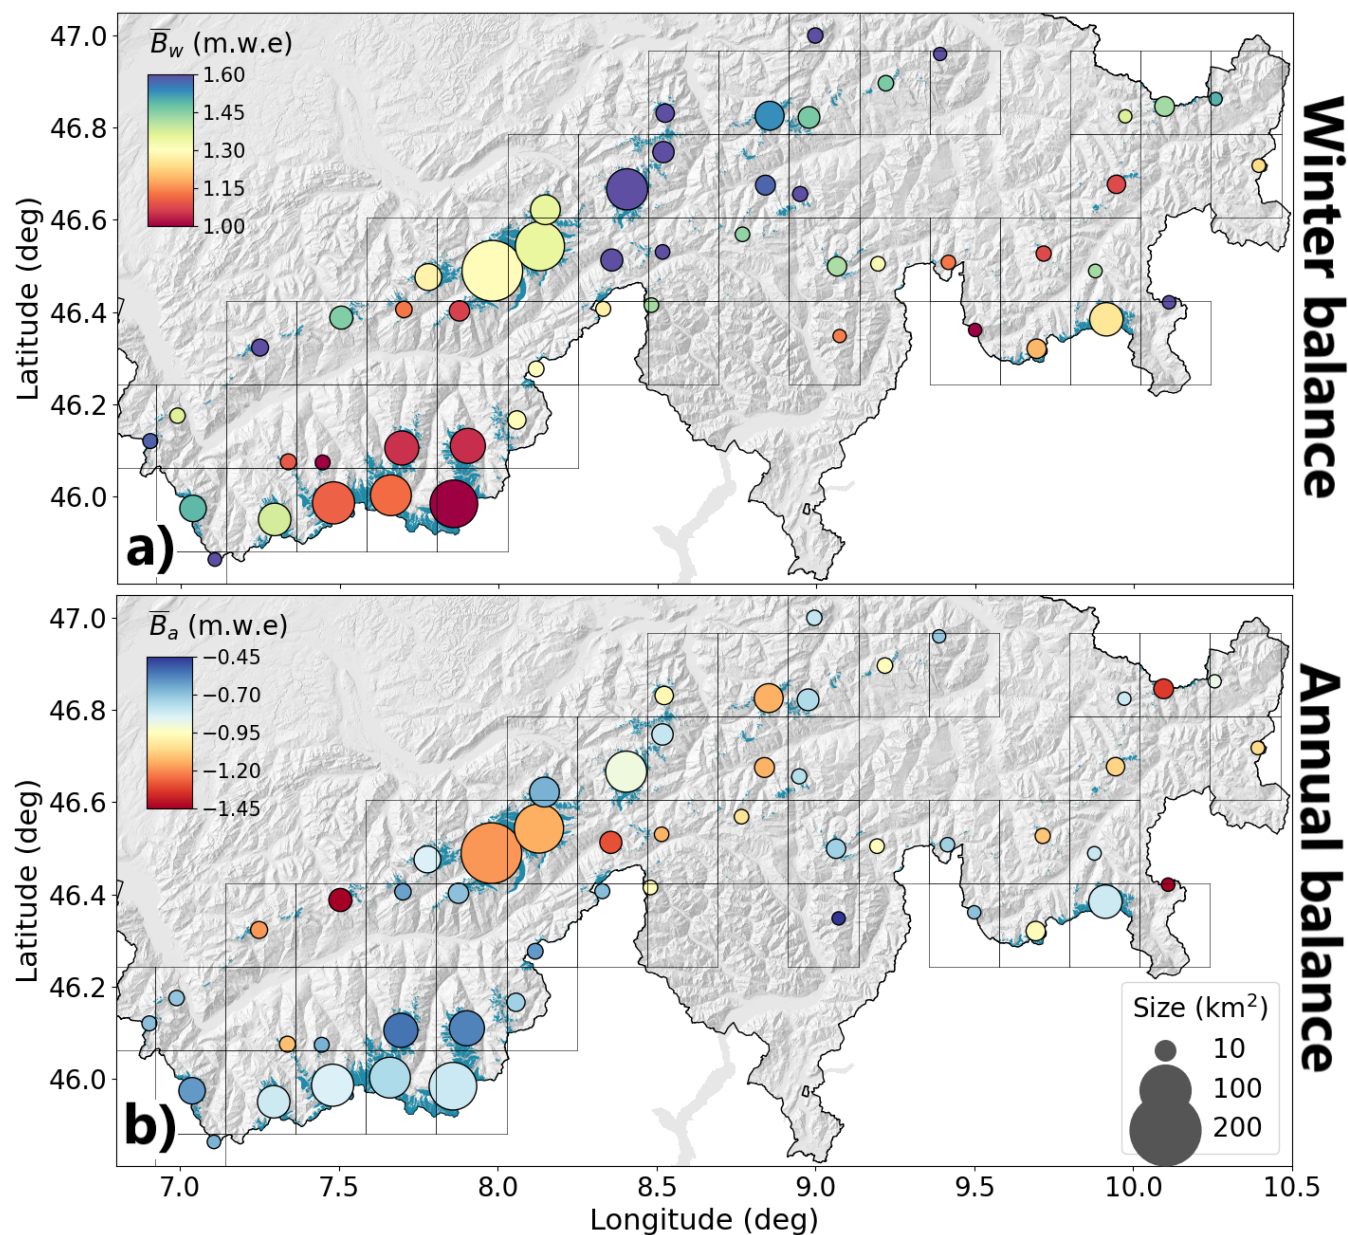 47.0
46.8
46.6
46.4
46.2
46.0
Latitude (deg)
B̅w (m.w.e)
1.60
1.45
1.30
1.15
1.00
a)
Winter balance
47.0
46.8
46.6
46.4
46.2
46.0
Latitude (deg)
B̅a (m.w.e)
−0.45
−0.70
−0.95
−1.20
−1.45
b)
Annual balance
Size (km²)
10
100
200
7.0 7.5 8.0 8.5 9.0 9.5 10.0 10.5
Longitude (deg)